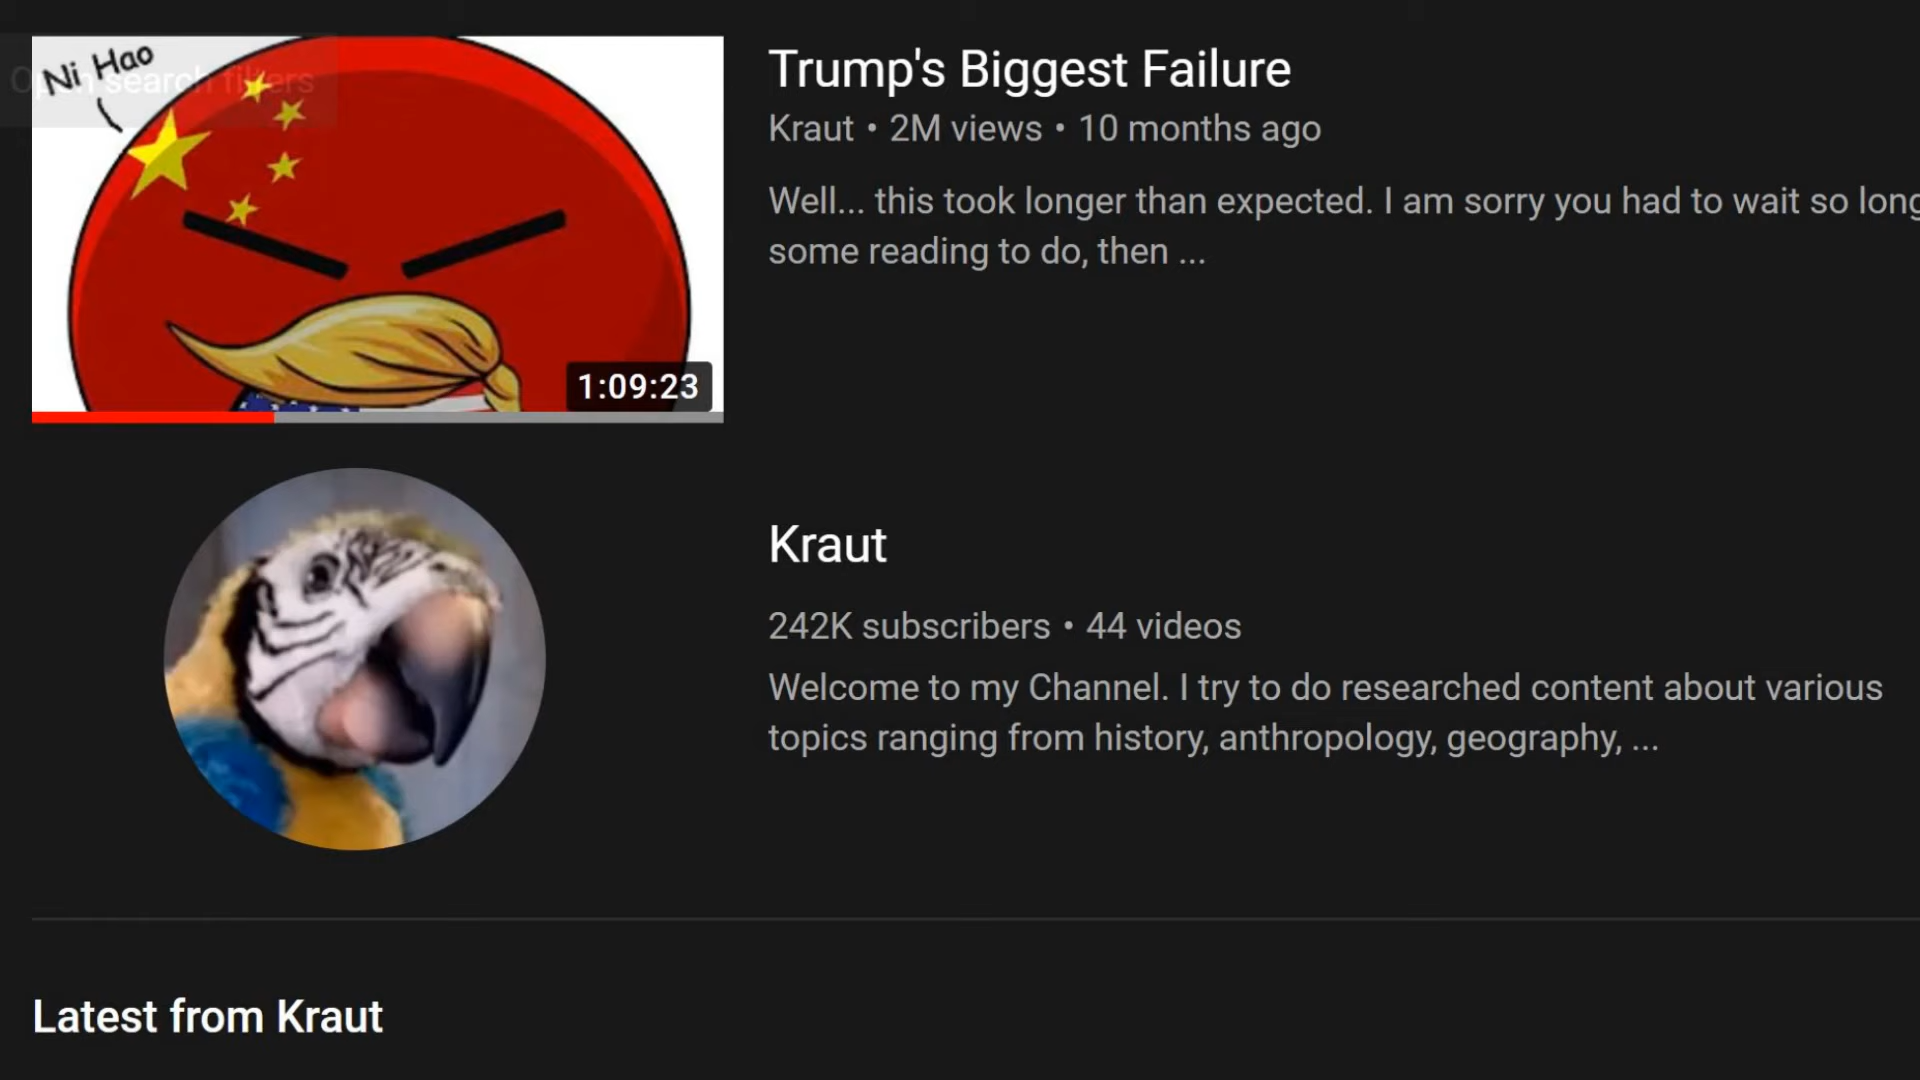 Ni Hao
Open search filters
1:09:23
Trump's Biggest Failure
Kraut • 2M views • 10 months ago
Well... this took longer than expected. I am sorry you had to wait so long
some reading to do, then ...
Kraut
242K subscribers • 44 videos
Welcome to my Channel. I try to do researched content about various
topics ranging from history, anthropology, geography, ...
Latest from Kraut